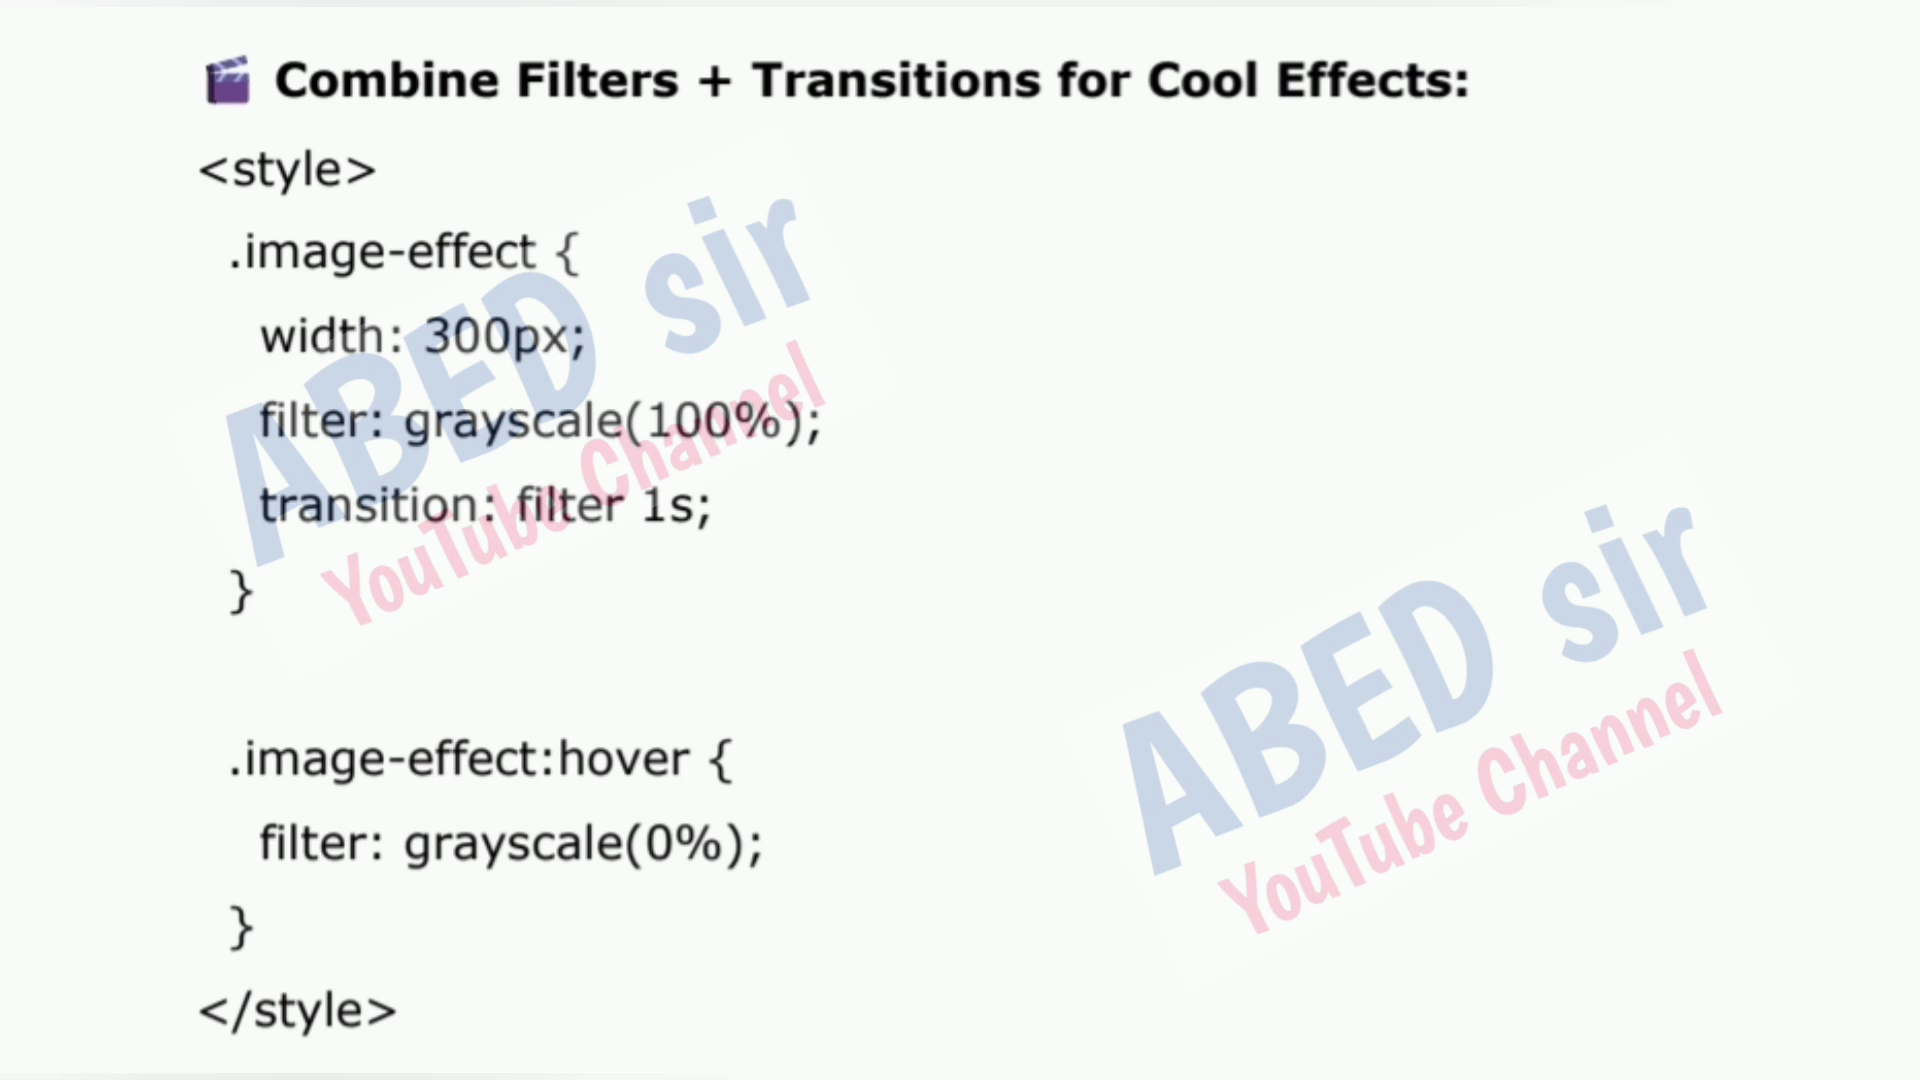 🎬 Combine Filters + Transitions for Cool Effects:
<style>
.image-effect {
width: 300px;
filter: grayscale(100%);
transition: filter 1s;
}
.image-effect:hover {
filter: grayscale(0%);
}
</style>
ABED sir
YouTube Channel
ABED sir
YouTube Channel